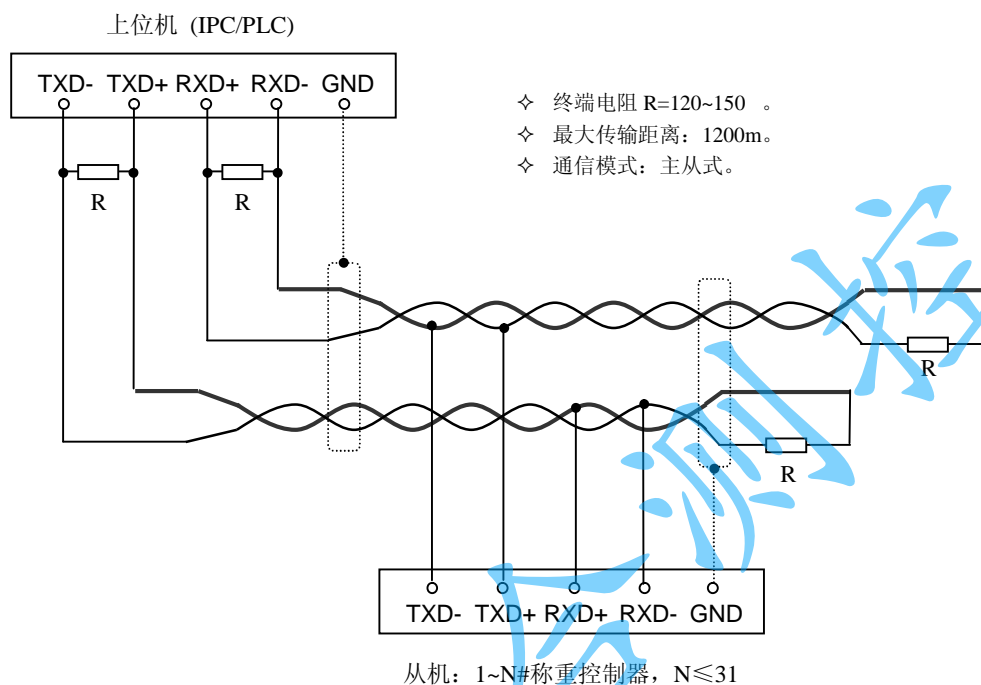 上位机 (IPC/PLC)
TXD- TXD+ RXD+ RXD- GND
✧ 终端电阻 R=120~150 。
✧ 最大传输距离：1200m。
✧ 通信模式：主从式。
R R
R
R
TXD- TXD+ RXD+ RXD- GND
从机：1~N#称重控制器，N≤31